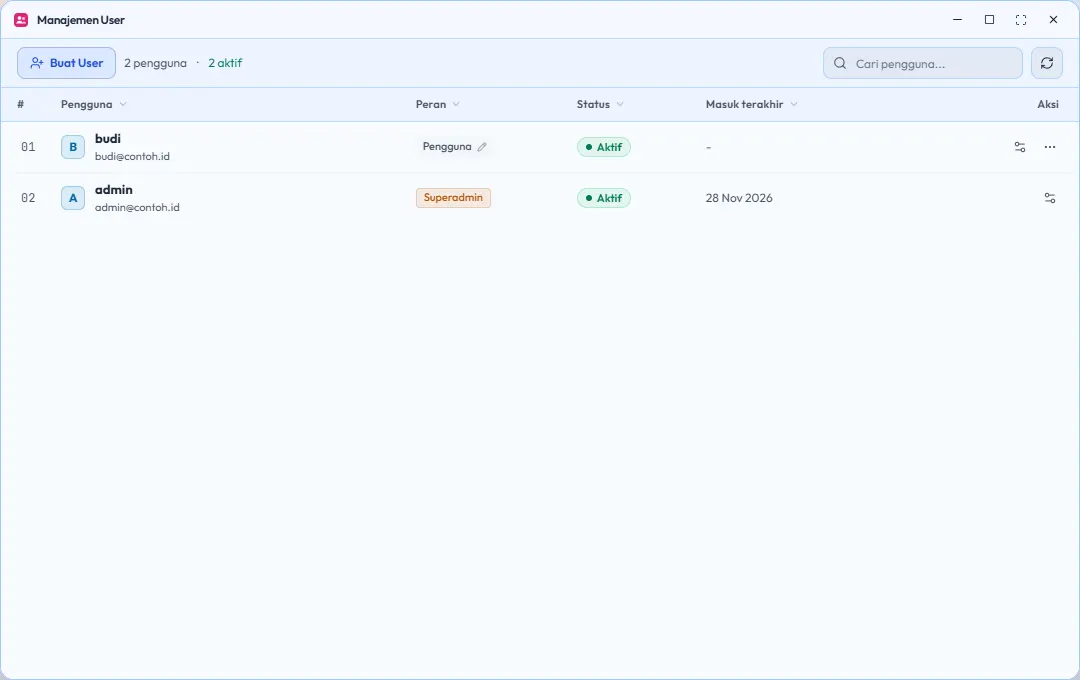 Manajemen User
Buat User 2 pengguna · 2 aktif Cari pengguna...
# Pengguna Peran Status Masuk terakhir Aksi
01 B budi Pengguna Aktif -
budi@contoh.id
02 A admin Superadmin Aktif 28 Nov 2026
admin@contoh.id